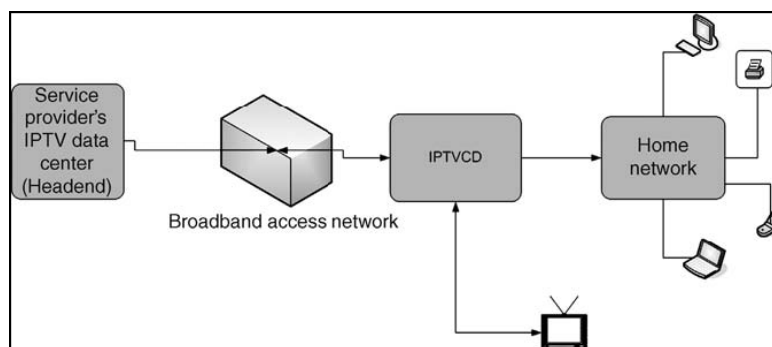 Service
provider's
IPTV data
center
(Headend)
Broadband access network
IPTVCD
Home
network